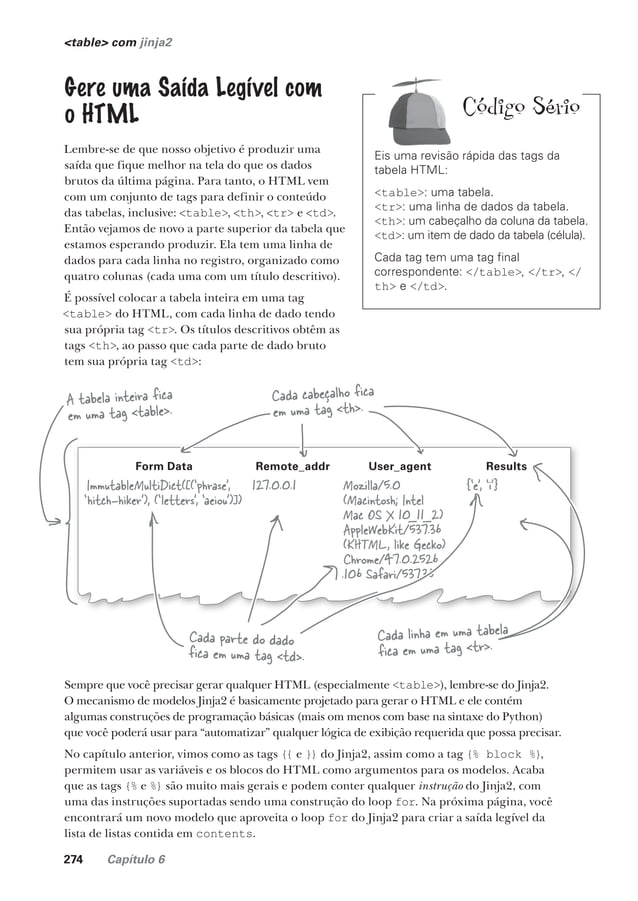 <table> com jinja2
Gere uma Saída Legível com
o HTML
Lembre-se de que nosso objetivo é produzir uma
saída que fique melhor na tela do que os dados
brutos da última página. Para tanto, o HTML vem
com um conjunto de tags para definir o conteúdo
das tabelas, inclusive: <table>, <th>, <tr> e <td>.
Então vejamos de novo a parte superior da tabela que
estamos esperando produzir. Ela tem uma linha de
dados para cada linha no registro, organizado como
quatro colunas (cada uma com um título descritivo).
É possível colocar a tabela inteira em uma tag
<table> do HTML, com cada linha de dado tendo
sua própria tag <tr>. Os títulos descritivos obtêm as
tags <th>, ao passo que cada parte de dado bruto
tem sua própria tag <td>:
Código Sério
Eis uma revisão rápida das tags da
tabela HTML:
<table>: uma tabela.
<tr>: uma linha de dados da tabela.
<th>: um cabeçalho da coluna da tabela.
<td>: um item de dado da tabela (célula).
Cada tag tem uma tag final
correspondente: </table>, </tr>, </
th> e </td>.
A tabela inteira fica
em uma tag <table>.
Cada cabeçalho fica
em uma tag <th>.
Form Data Remote_addr User_agent Results
ImmutableMultiDict([('phrase', 127.0.0.1 Mozilla/5.0 {'e', 'i'}
'hitch-hiker'), ('letters', 'aeiou')]) (Macintosh; Intel
Mac OS X 10_11_2)
AppleWebKit/537.36
(KHTML, like Gecko)
Chrome/47.0.2526
.106 Safari/537.36
Cada parte do dado
fica em uma tag <td>.
Cada linha em uma tabela
fica em uma tag <tr>.
Sempre que você precisar gerar qualquer HTML (especialmente <table>), lembre-se do Jinja2.
O mecanismo de modelos Jinja2 é basicamente projetado para gerar o HTML e ele contém
algumas construções de programação básicas (mais om menos com base na sintaxe do Python)
que você poderá usar para “automatizar” qualquer lógica de exibição requerida que possa precisar.
No capítulo anterior, vimos como as tags {{ e }} do Jinja2, assim como a tag {% block %},
permitem usar as variáveis e os blocos do HTML como argumentos para os modelos. Acaba
que as tags {% e %} são muito mais gerais e podem conter qualquer instrução do Jinja2, com
uma das instruções suportadas sendo uma construção do loop for. Na próxima página, você
encontrará um novo modelo que aproveita o loop for do Jinja2 para criar a saída legível da
lista de listas contida em contents.
274 Capítulo 6